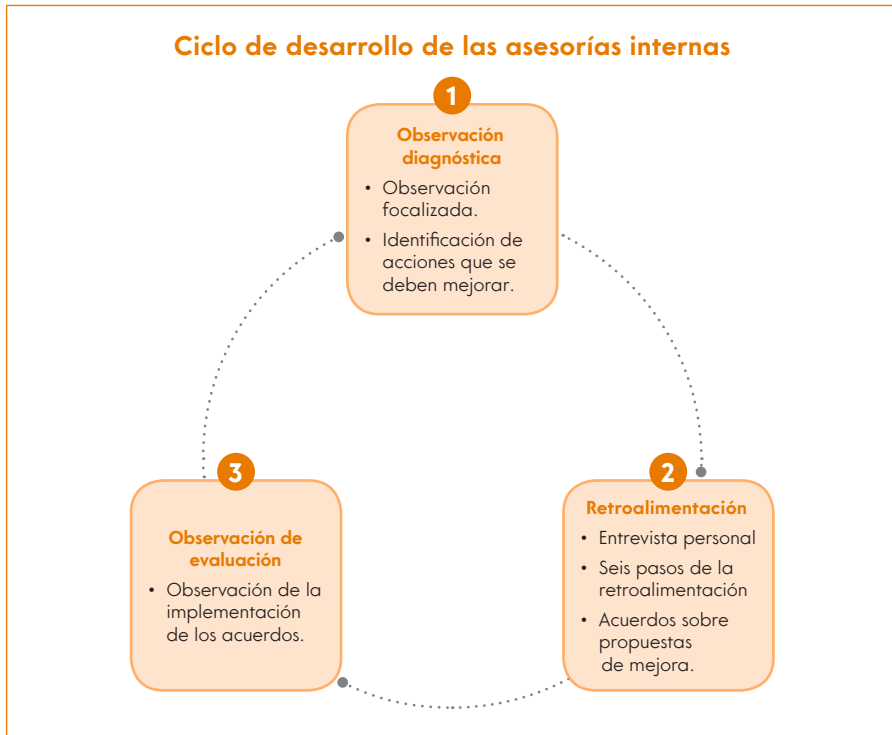 Ciclo de desarrollo de las asesorías internas
1
Observación
diagnóstica
• Observación
focalizada.
• Identificación de
acciones que se
deben mejorar.
2
Retroalimentación
• Entrevista personal
• Seis pasos de la
retroalimentación
• Acuerdos sobre
propuestas
de mejora.
3
Observación de
evaluación
• Observación de la
implementación
de los acuerdos.